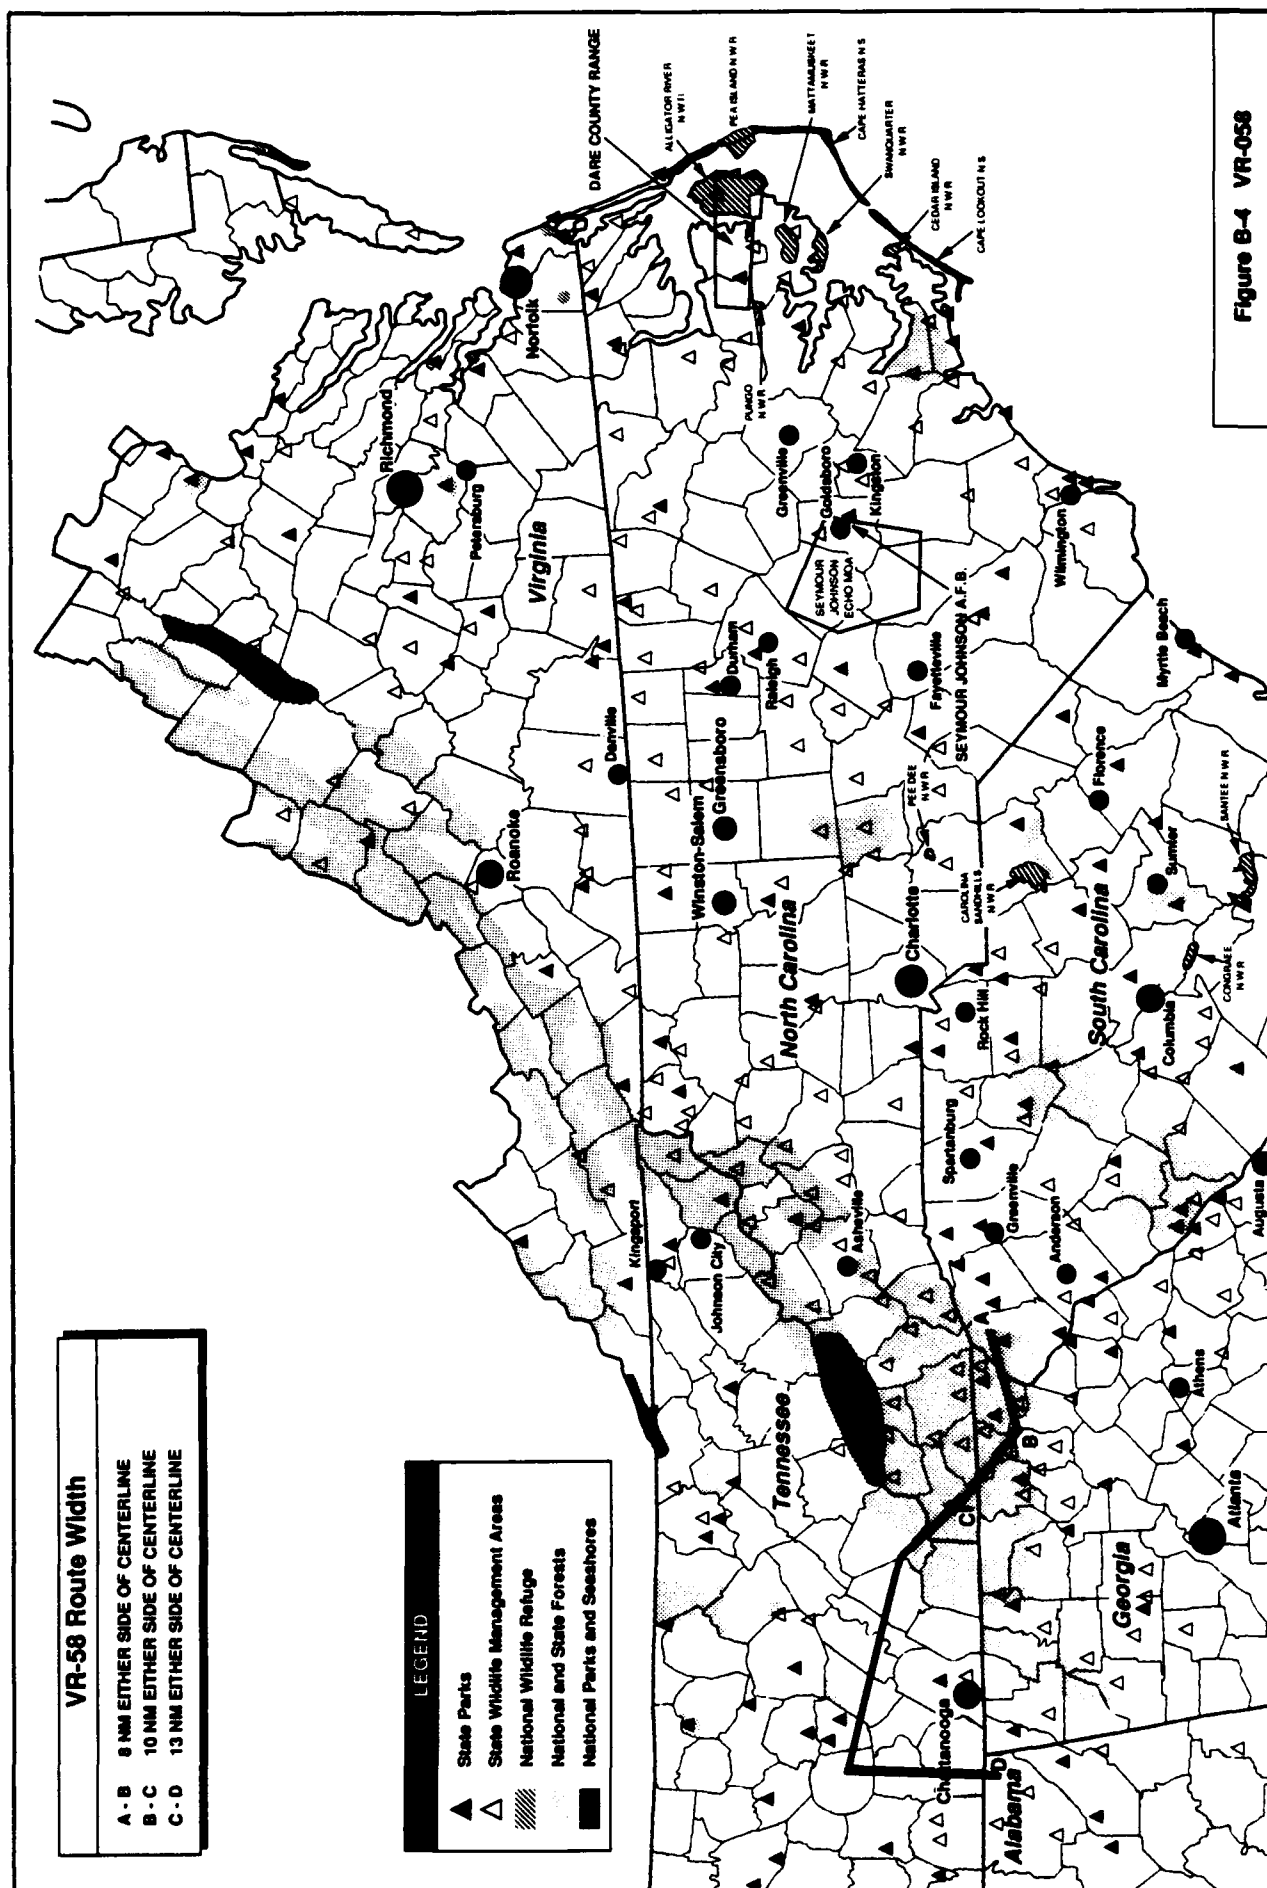 VR-58 Route Width
A - B 8 NM EITHER SIDE OF CENTERLINE
B - C 10 NM EITHER SIDE OF CENTERLINE
C - D 13 NM EITHER SIDE OF CENTERLINE
LEGEND
State Parks
State Wildlife Management Areas
National Wildlife Refuge
National and State Forests
National Parks and Seashores
Richmond
Petersburg
Norfolk
Virginia
Roanoke
Danville
DARE COUNTY RANGE
ALLIGATOR RIVER
PEA ISLAND N W R
MATTAMUSKEET
N W R
CAPE HATTERAS N S
SWANQUARTER
N W R
CEDAR ISLAND
N W R
CAPE LOOKOUT N S
PUNGO
N W R
Greenville
Goldsboro
Kingston
SEYMOUR
JOHNSON
ECHO MOA
SEYMOUR JOHNSON A.F.B.
Wilmington
Durham
Raleigh
Fayetteville
Greensboro
Winston-Salem
North Carolina
Charlotte
PEE DEE
N W R
CAROLINA
SANDHILLS
N W R
Myrtle Beach
Florence
SANTEE N W R
Sumter
South Carolina
CONGRAEE
N W R
Columbia
Rock Hill
Spartanburg
Greenville
Anderson
Augusta
Kingsport
Johnson City
Asheville
Tennessee
A
B
C
D
Athens
Atlanta
Georgia
Chattanooga
Alabama
Figure B-4 VR-058